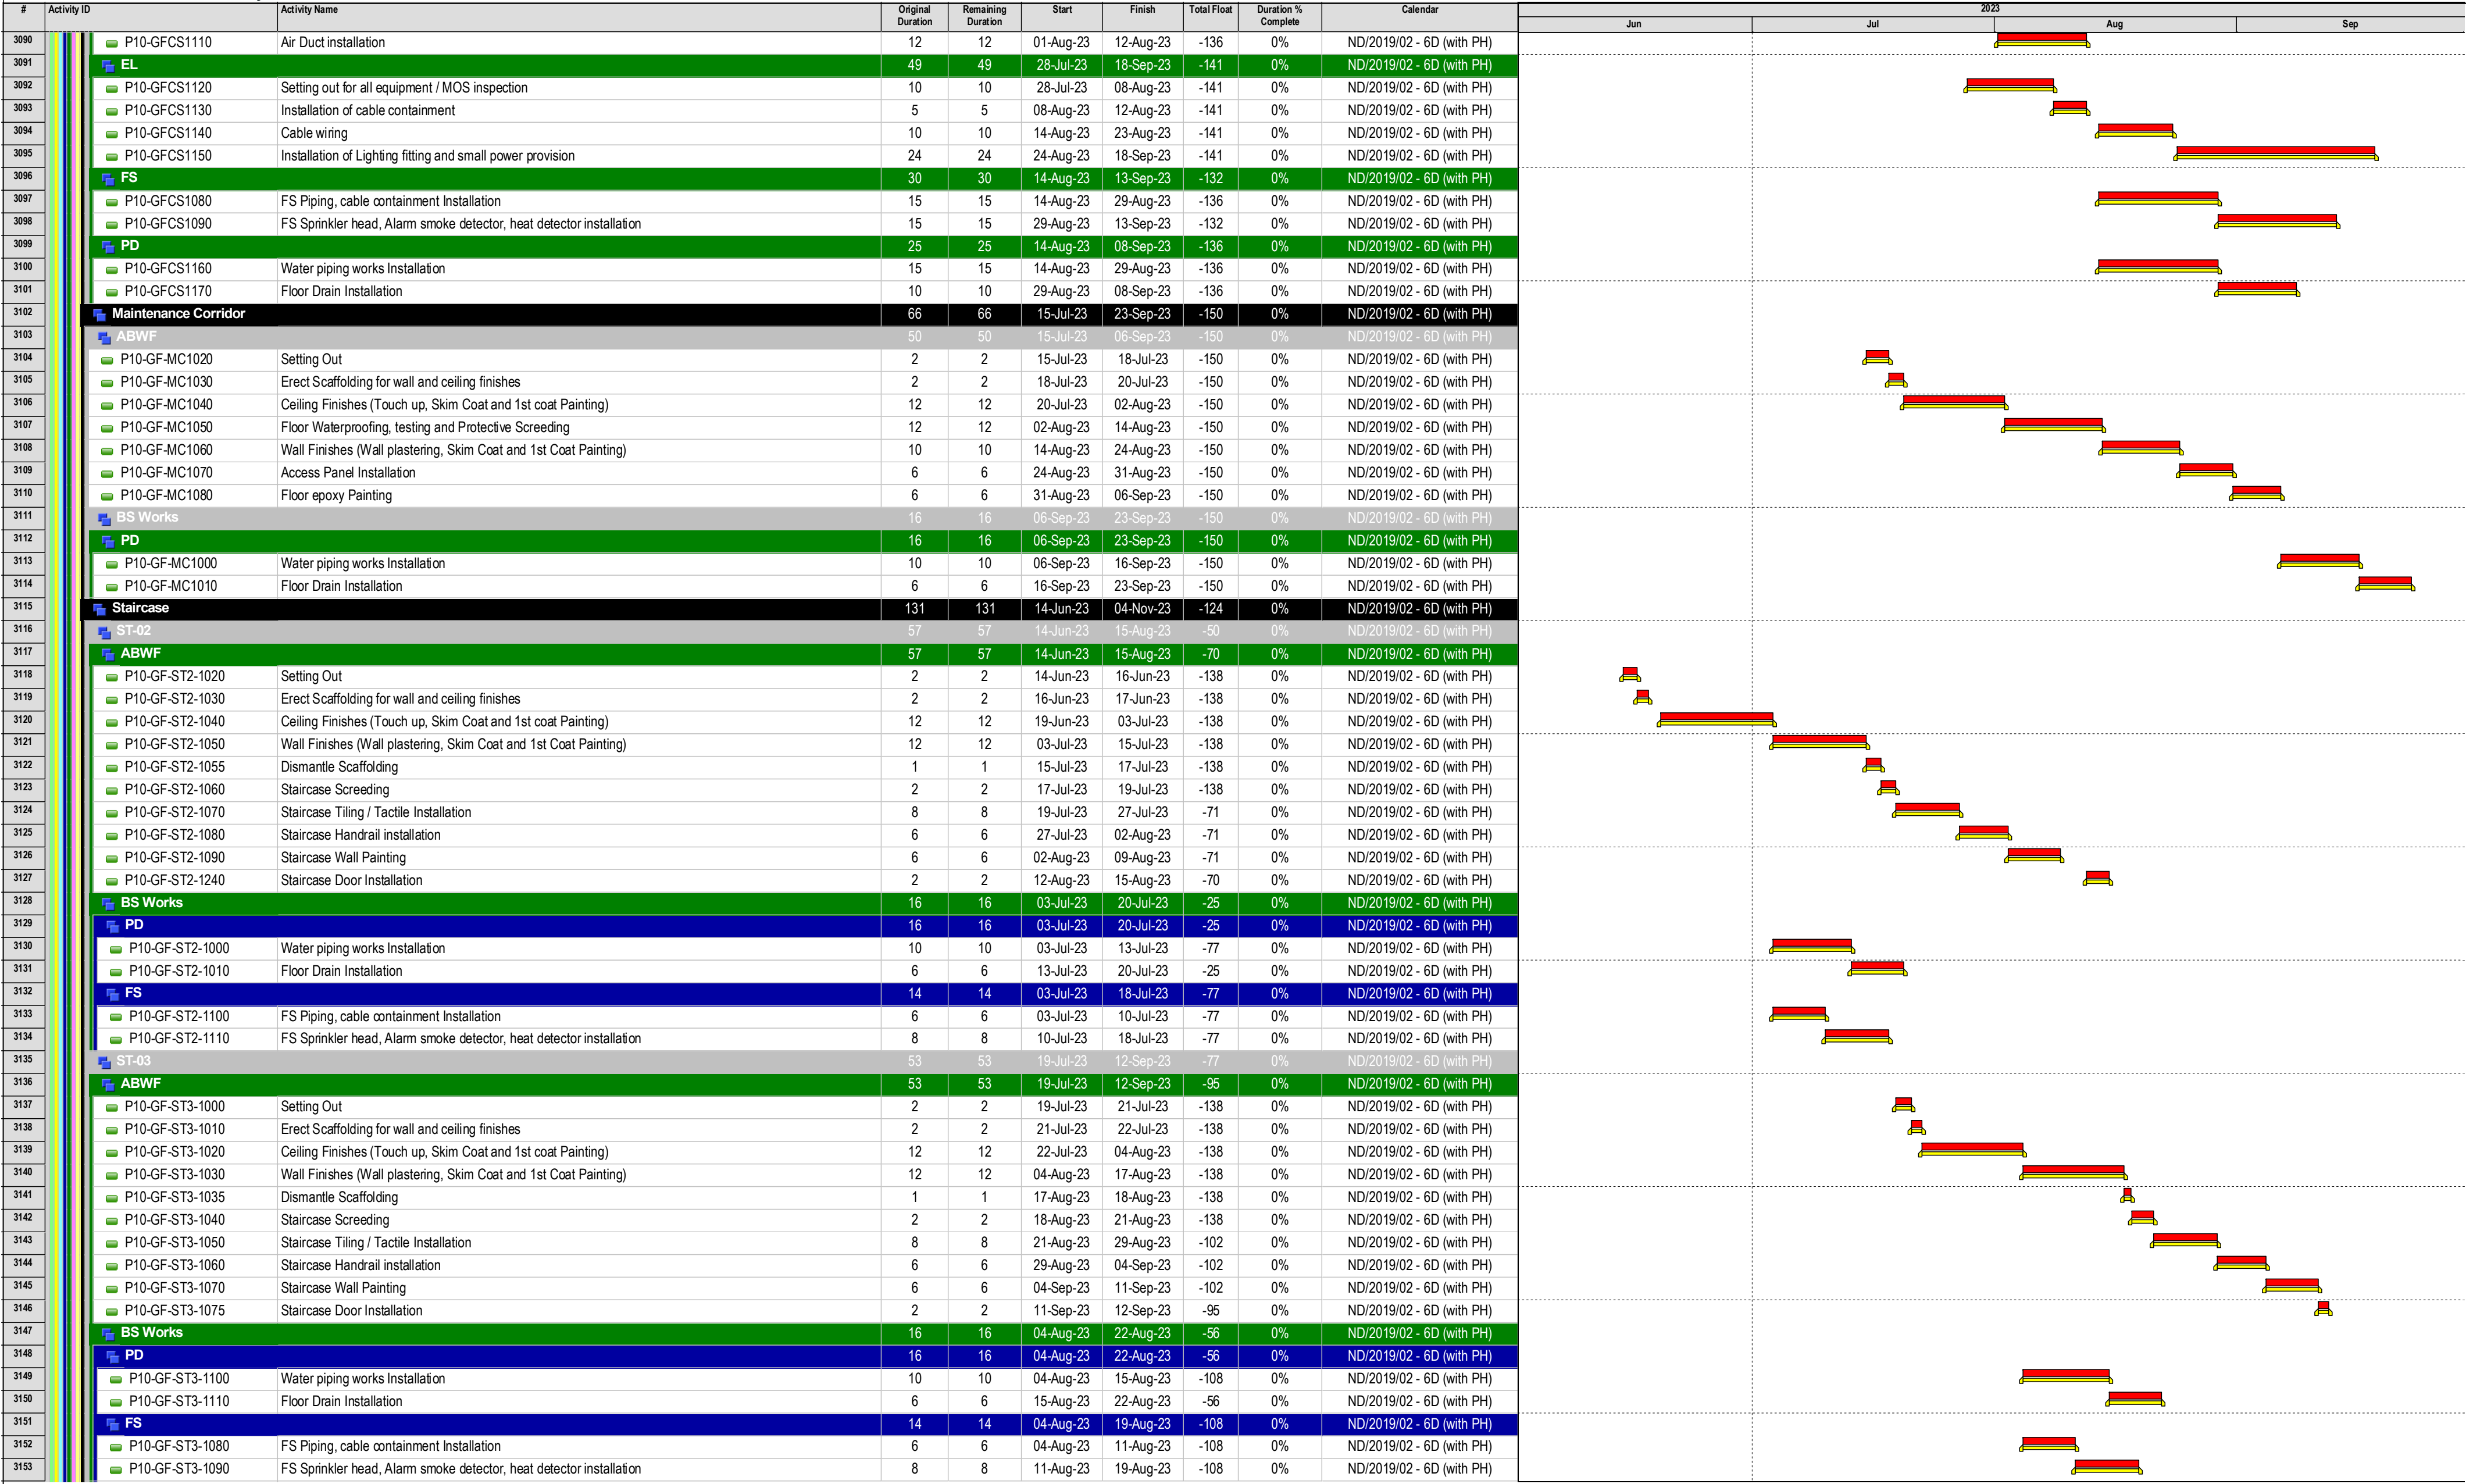 # Activity ID Activity Name Original Duration Remaining Duration Start Finish Total Float Duration % Complete Calendar 2023
Jun Jul Aug Sep
3090 P10-GFCS1110 Air Duct installation 12 12 01-Aug-23 12-Aug-23 -136 0% ND/2019/02 - 6D (with PH)
3091 EL 49 49 28-Jul-23 18-Sep-23 -141 0% ND/2019/02 - 6D (with PH)
3092 P10-GFCS1120 Setting out for all equipment / MOS inspection 10 10 28-Jul-23 08-Aug-23 -141 0% ND/2019/02 - 6D (with PH)
3093 P10-GFCS1130 Installation of cable containment 5 5 08-Aug-23 12-Aug-23 -141 0% ND/2019/02 - 6D (with PH)
3094 P10-GFCS1140 Cable wiring 10 10 14-Aug-23 23-Aug-23 -141 0% ND/2019/02 - 6D (with PH)
3095 P10-GFCS1150 Installation of Lighting fitting and small power provision 24 24 24-Aug-23 18-Sep-23 -141 0% ND/2019/02 - 6D (with PH)
3096 FS 30 30 14-Aug-23 13-Sep-23 -132 0% ND/2019/02 - 6D (with PH)
3097 P10-GFCS1080 FS Piping, cable containment Installation 15 15 14-Aug-23 29-Aug-23 -136 0% ND/2019/02 - 6D (with PH)
3098 P10-GFCS1090 FS Sprinkler head, Alarm smoke detector, heat detector installation 15 15 29-Aug-23 13-Sep-23 -132 0% ND/2019/02 - 6D (with PH)
3099 PD 25 25 14-Aug-23 08-Sep-23 -136 0% ND/2019/02 - 6D (with PH)
3100 P10-GFCS1160 Water piping works Installation 15 15 14-Aug-23 29-Aug-23 -136 0% ND/2019/02 - 6D (with PH)
3101 P10-GFCS1170 Floor Drain Installation 10 10 29-Aug-23 08-Sep-23 -136 0% ND/2019/02 - 6D (with PH)
3102 Maintenance Corridor 66 66 15-Jul-23 23-Sep-23 -150 0% ND/2019/02 - 6D (with PH)
3103 ABWF 50 50 15-Jul-23 06-Sep-23 -150 0% ND/2019/02 - 6D (with PH)
3104 P10-GF-MC1020 Setting Out 2 2 15-Jul-23 18-Jul-23 -150 0% ND/2019/02 - 6D (with PH)
3105 P10-GF-MC1030 Erect Scaffolding for wall and ceiling finishes 2 2 18-Jul-23 20-Jul-23 -150 0% ND/2019/02 - 6D (with PH)
3106 P10-GF-MC1040 Ceiling Finishes (Touch up, Skim Coat and 1st coat Painting) 12 12 20-Jul-23 02-Aug-23 -150 0% ND/2019/02 - 6D (with PH)
3107 P10-GF-MC1050 Floor Waterproofing, testing and Protective Screeding 12 12 02-Aug-23 14-Aug-23 -150 0% ND/2019/02 - 6D (with PH)
3108 P10-GF-MC1060 Wall Finishes (Wall plastering, Skim Coat and 1st Coat Painting) 10 10 14-Aug-23 24-Aug-23 -150 0% ND/2019/02 - 6D (with PH)
3109 P10-GF-MC1070 Access Panel Installation 6 6 24-Aug-23 31-Aug-23 -150 0% ND/2019/02 - 6D (with PH)
3110 P10-GF-MC1080 Floor epoxy Painting 6 6 31-Aug-23 06-Sep-23 -150 0% ND/2019/02 - 6D (with PH)
3111 BS Works 16 16 06-Sep-23 23-Sep-23 -150 0% ND/2019/02 - 6D (with PH)
3112 PD 16 16 06-Sep-23 23-Sep-23 -150 0% ND/2019/02 - 6D (with PH)
3113 P10-GF-MC1000 Water piping works Installation 10 10 06-Sep-23 16-Sep-23 -150 0% ND/2019/02 - 6D (with PH)
3114 P10-GF-MC1010 Floor Drain Installation 6 6 16-Sep-23 23-Sep-23 -150 0% ND/2019/02 - 6D (with PH)
3115 Staircase 131 131 14-Jun-23 04-Nov-23 -124 0% ND/2019/02 - 6D (with PH)
3116 ST-02 57 57 14-Jun-23 15-Aug-23 -50 0% ND/2019/02 - 6D (with PH)
3117 ABWF 57 57 14-Jun-23 15-Aug-23 -70 0% ND/2019/02 - 6D (with PH)
3118 P10-GF-ST2-1020 Setting Out 2 2 14-Jun-23 16-Jun-23 -138 0% ND/2019/02 - 6D (with PH)
3119 P10-GF-ST2-1030 Erect Scaffolding for wall and ceiling finishes 2 2 16-Jun-23 17-Jun-23 -138 0% ND/2019/02 - 6D (with PH)
3120 P10-GF-ST2-1040 Ceiling Finishes (Touch up, Skim Coat and 1st coat Painting) 12 12 19-Jun-23 03-Jul-23 -138 0% ND/2019/02 - 6D (with PH)
3121 P10-GF-ST2-1050 Wall Finishes (Wall plastering, Skim Coat and 1st Coat Painting) 12 12 03-Jul-23 15-Jul-23 -138 0% ND/2019/02 - 6D (with PH)
3122 P10-GF-ST2-1055 Dismantle Scaffolding 1 1 15-Jul-23 17-Jul-23 -138 0% ND/2019/02 - 6D (with PH)
3123 P10-GF-ST2-1060 Staircase Screeding 2 2 17-Jul-23 19-Jul-23 -138 0% ND/2019/02 - 6D (with PH)
3124 P10-GF-ST2-1070 Staircase Tiling / Tactile Installation 8 8 19-Jul-23 27-Jul-23 -71 0% ND/2019/02 - 6D (with PH)
3125 P10-GF-ST2-1080 Staircase Handrail installation 6 6 27-Jul-23 02-Aug-23 -71 0% ND/2019/02 - 6D (with PH)
3126 P10-GF-ST2-1090 Staircase Wall Painting 6 6 02-Aug-23 09-Aug-23 -71 0% ND/2019/02 - 6D (with PH)
3127 P10-GF-ST2-1240 Staircase Door Installation 2 2 12-Aug-23 15-Aug-23 -70 0% ND/2019/02 - 6D (with PH)
3128 BS Works 16 16 03-Jul-23 20-Jul-23 -25 0% ND/2019/02 - 6D (with PH)
3129 PD 16 16 03-Jul-23 20-Jul-23 -25 0% ND/2019/02 - 6D (with PH)
3130 P10-GF-ST2-1000 Water piping works Installation 10 10 03-Jul-23 13-Jul-23 -77 0% ND/2019/02 - 6D (with PH)
3131 P10-GF-ST2-1010 Floor Drain Installation 6 6 13-Jul-23 20-Jul-23 -25 0% ND/2019/02 - 6D (with PH)
3132 FS 14 14 03-Jul-23 18-Jul-23 -77 0% ND/2019/02 - 6D (with PH)
3133 P10-GF-ST2-1100 FS Piping, cable containment Installation 6 6 03-Jul-23 10-Jul-23 -77 0% ND/2019/02 - 6D (with PH)
3134 P10-GF-ST2-1110 FS Sprinkler head, Alarm smoke detector, heat detector installation 8 8 10-Jul-23 18-Jul-23 -77 0% ND/2019/02 - 6D (with PH)
3135 ST-03 53 53 19-Jul-23 12-Sep-23 -77 0% ND/2019/02 - 6D (with PH)
3136 ABWF 53 53 19-Jul-23 12-Sep-23 -95 0% ND/2019/02 - 6D (with PH)
3137 P10-GF-ST3-1000 Setting Out 2 2 19-Jul-23 21-Jul-23 -138 0% ND/2019/02 - 6D (with PH)
3138 P10-GF-ST3-1010 Erect Scaffolding for wall and ceiling finishes 2 2 21-Jul-23 22-Jul-23 -138 0% ND/2019/02 - 6D (with PH)
3139 P10-GF-ST3-1020 Ceiling Finishes (Touch up, Skim Coat and 1st coat Painting) 12 12 22-Jul-23 04-Aug-23 -138 0% ND/2019/02 - 6D (with PH)
3140 P10-GF-ST3-1030 Wall Finishes (Wall plastering, Skim Coat and 1st Coat Painting) 12 12 04-Aug-23 17-Aug-23 -138 0% ND/2019/02 - 6D (with PH)
3141 P10-GF-ST3-1035 Dismantle Scaffolding 1 1 17-Aug-23 18-Aug-23 -138 0% ND/2019/02 - 6D (with PH)
3142 P10-GF-ST3-1040 Staircase Screeding 2 2 18-Aug-23 21-Aug-23 -138 0% ND/2019/02 - 6D (with PH)
3143 P10-GF-ST3-1050 Staircase Tiling / Tactile Installation 8 8 21-Aug-23 29-Aug-23 -102 0% ND/2019/02 - 6D (with PH)
3144 P10-GF-ST3-1060 Staircase Handrail installation 6 6 29-Aug-23 04-Sep-23 -102 0% ND/2019/02 - 6D (with PH)
3145 P10-GF-ST3-1070 Staircase Wall Painting 6 6 04-Sep-23 11-Sep-23 -102 0% ND/2019/02 - 6D (with PH)
3146 P10-GF-ST3-1075 Staircase Door Installation 2 2 11-Sep-23 12-Sep-23 -95 0% ND/2019/02 - 6D (with PH)
3147 BS Works 16 16 04-Aug-23 22-Aug-23 -56 0% ND/2019/02 - 6D (with PH)
3148 PD 16 16 04-Aug-23 22-Aug-23 -56 0% ND/2019/02 - 6D (with PH)
3149 P10-GF-ST3-1100 Water piping works Installation 10 10 04-Aug-23 15-Aug-23 -108 0% ND/2019/02 - 6D (with PH)
3150 P10-GF-ST3-1110 Floor Drain Installation 6 6 15-Aug-23 22-Aug-23 -56 0% ND/2019/02 - 6D (with PH)
3151 FS 14 14 04-Aug-23 19-Aug-23 -108 0% ND/2019/02 - 6D (with PH)
3152 P10-GF-ST3-1080 FS Piping, cable containment Installation 6 6 04-Aug-23 11-Aug-23 -108 0% ND/2019/02 - 6D (with PH)
3153 P10-GF-ST3-1090 FS Sprinkler head, Alarm smoke detector, heat detector installation 8 8 11-Aug-23 19-Aug-23 -108 0% ND/2019/02 - 6D (with PH)